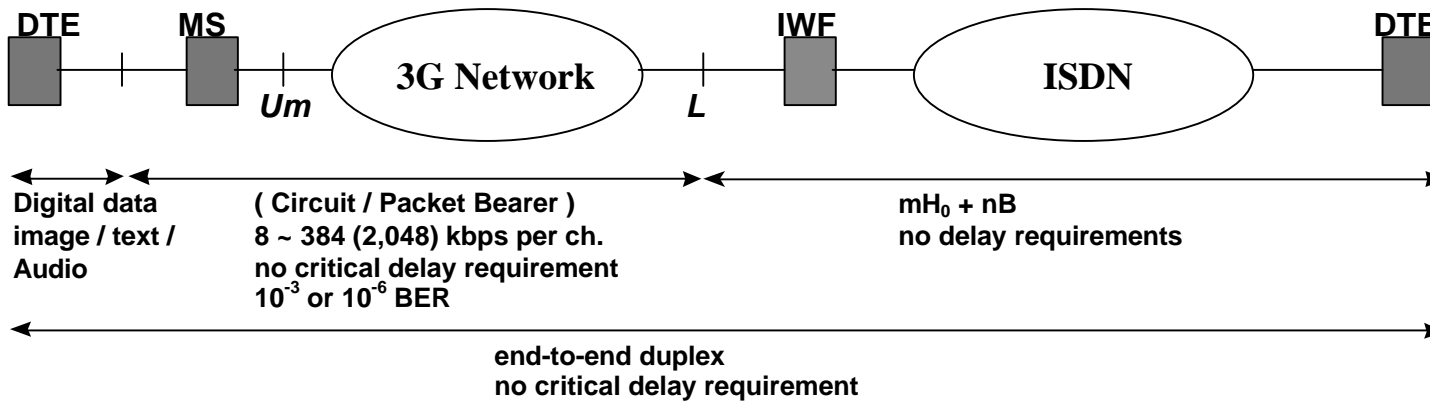 DTE MS IWF DTE
3G Network ISDN
Um L
Digital data
image / text /
Audio
( Circuit / Packet Bearer )
8 ~ 384 (2,048) kbps per ch.
no critical delay requirement
10⁻³ or 10⁻⁶ BER
mH₀ + nB
no delay requirements
end-to-end duplex
no critical delay requirement